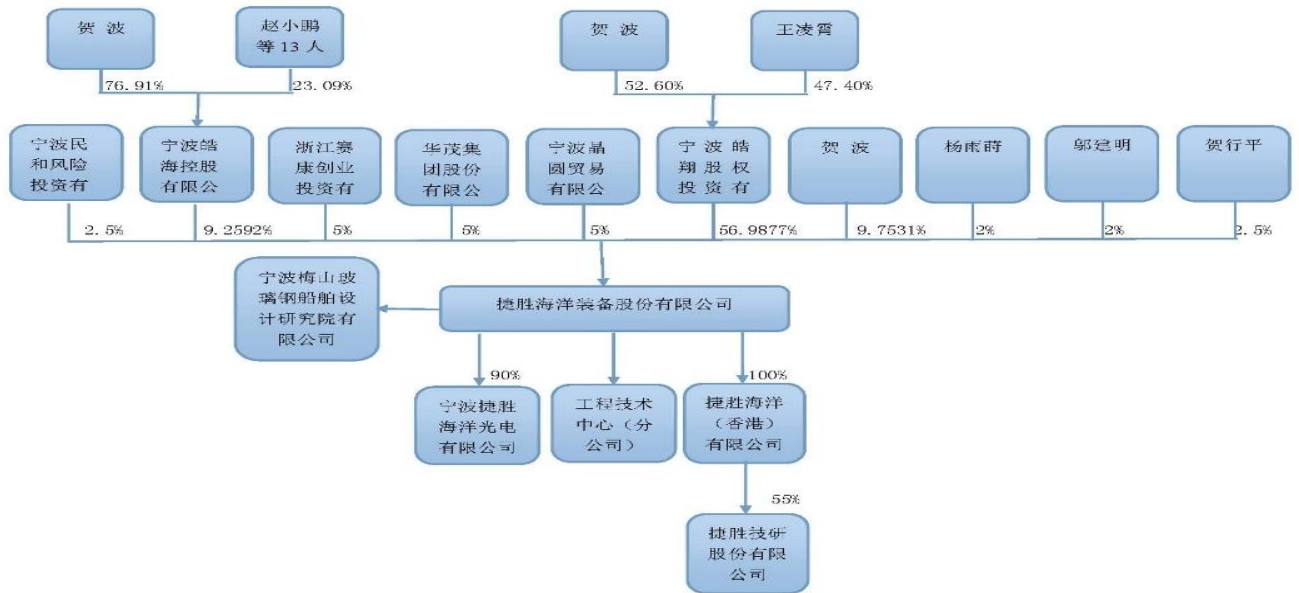 贺 波
赵小鹏
等13 人
贺 波
王凌霄
76.91%
23.09%
52.60%
47.40%
宁波民
和风险
投资有
宁波皓
海控股
有限公
浙江赛
康创业
投资有
华茂集
团股份
有限公
宁波晶
圆贸易
有限公
宁 波 皓
翔 股 权
投 资 有
贺 波
杨雨莳
邬建明
贺行平
2.5%
9.2592%
5%
5%
5%
56.9877%
9.7531%
2%
2%
2.5%
宁波梅山玻
璃钢船舶设
计研究院有
限公司
捷胜海洋装备股份有限公司
90%
100%
宁波捷胜
海洋光电
有限公司
工程技术
中心（分
公司）
捷胜海洋
（香港）
有限公司
55%
捷胜技研
股份有限
公司